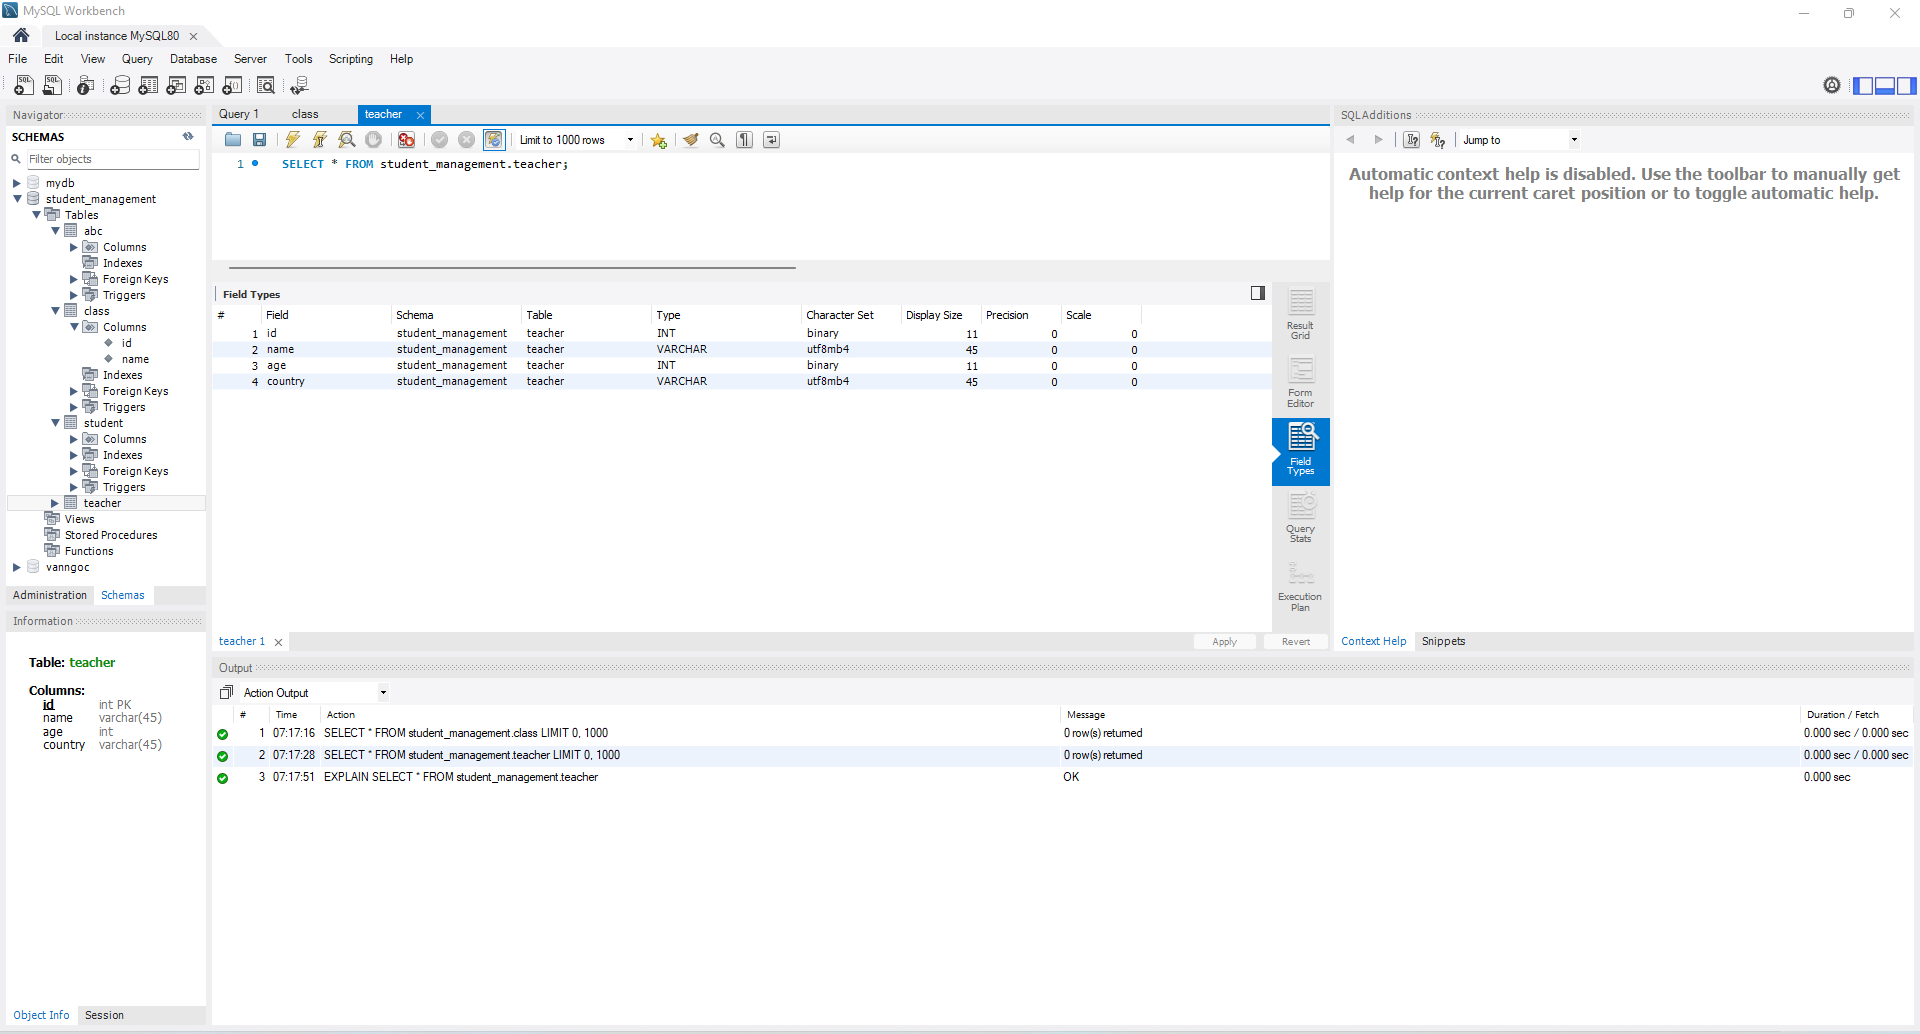 MySQL Workbench
Local instance MySQL80
File Edit View Query Database Server Tools Scripting Help
Navigator
SCHEMAS
Filter objects
mydb
student_management
Tables
abc
Columns
Indexes
Foreign Keys
Triggers
class
Columns
id
name
Indexes
Foreign Keys
Triggers
student
Columns
Indexes
Foreign Keys
Triggers
teacher
Views
Stored Procedures
Functions
vanngoc
Administration Schemas
Information
Table: teacher
Columns:
id int PK
name varchar(45)
age int
country varchar(45)
Object Info Session
Query 1 class teacher
Limit to 1000 rows
1 SELECT * FROM student_management.teacher;
Field Types
# Field Schema Table Type Character Set Display Size Precision Scale
1 id student_management teacher INT binary 11 0 0
2 name student_management teacher VARCHAR utf8mb4 45 0 0
3 age student_management teacher INT binary 11 0 0
4 country student_management teacher VARCHAR utf8mb4 45 0 0
Result
Grid
Form
Editor
Field
Types
Query
Stats
Execution
Plan
teacher 1
Apply Revert
SQLAdditions
Jump to
Automatic context help is disabled. Use the toolbar to manually get
help for the current caret position or to toggle automatic help.
Context Help Snippets
Output
Action Output
# Time Action Message Duration / Fetch
1 07:17:16 SELECT * FROM student_management.class LIMIT 0, 1000 0 row(s) returned 0.000 sec / 0.000 sec
2 07:17:28 SELECT * FROM student_management.teacher LIMIT 0, 1000 0 row(s) returned 0.000 sec / 0.000 sec
3 07:17:51 EXPLAIN SELECT * FROM student_management.teacher OK 0.000 sec